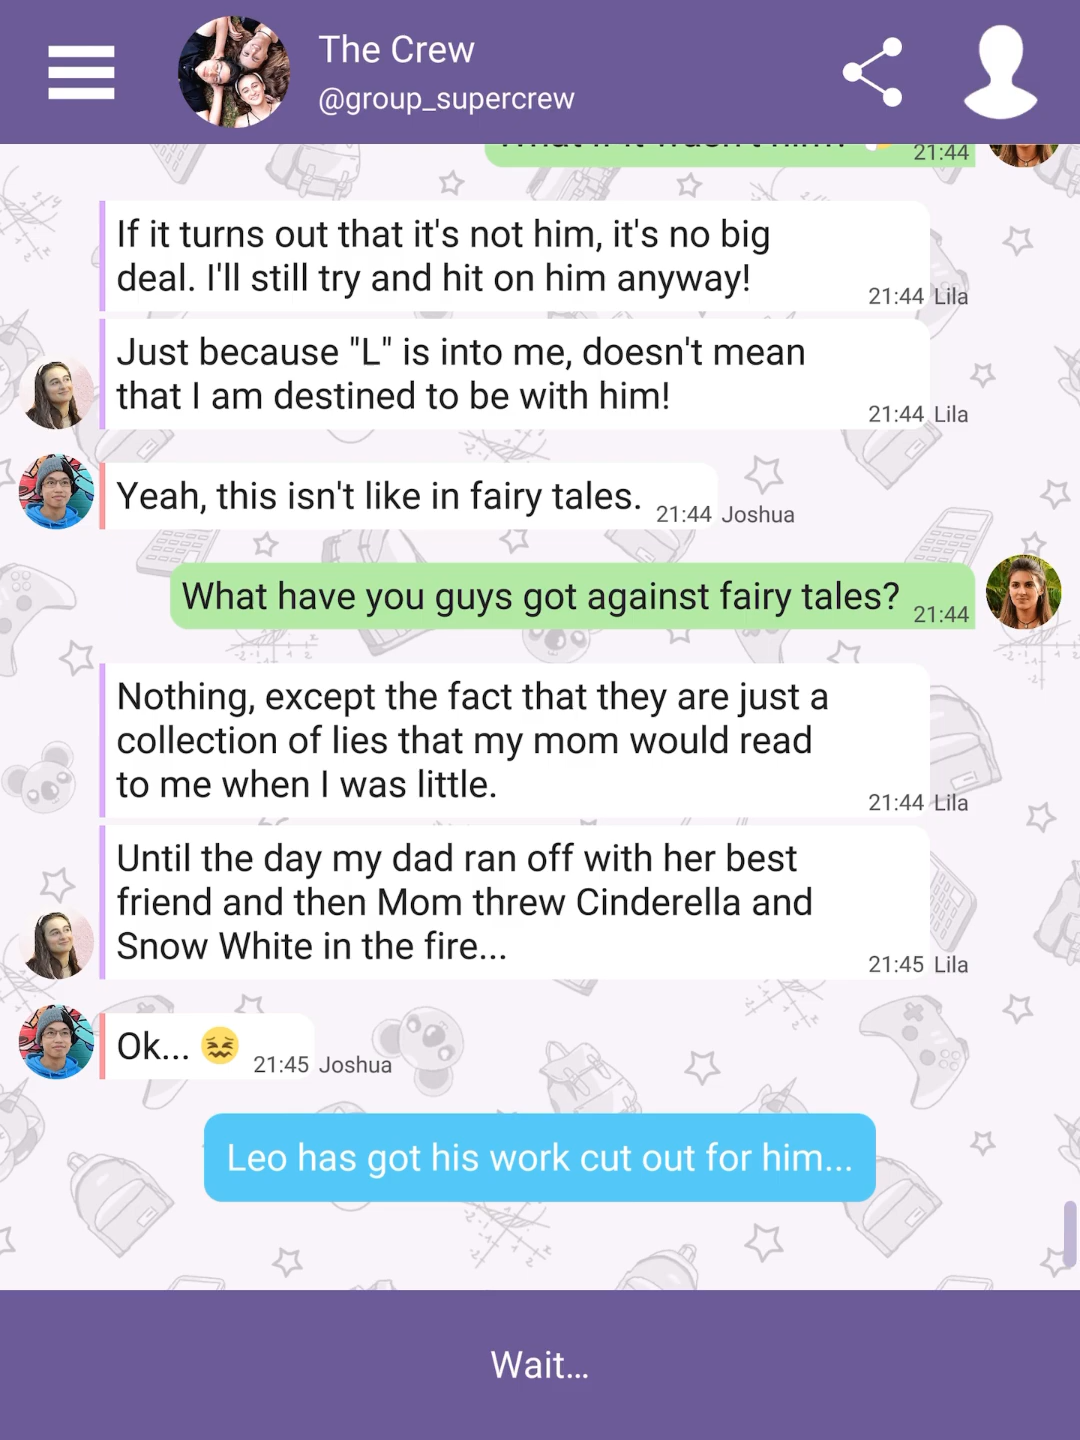 The Crew
@group_supercrew
What if it wasn't him?
21:44
If it turns out that it's not him, it's no big
deal. I'll still try and hit on him anyway!
21:44 Lila
Just because "L" is into me, doesn't mean
that I am destined to be with him!
21:44 Lila
Yeah, this isn't like in fairy tales.
21:44 Joshua
What have you guys got against fairy tales?
21:44
Nothing, except the fact that they are just a
collection of lies that my mom would read
to me when I was little.
21:44 Lila
Until the day my dad ran off with her best
friend and then Mom threw Cinderella and
Snow White in the fire...
21:45 Lila
Ok... 😖
21:45 Joshua
Leo has got his work cut out for him...
Wait...